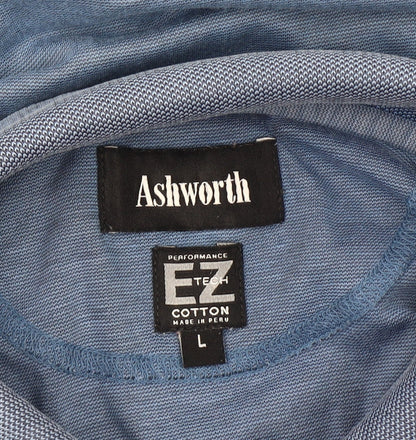 Ashworth
PERFORMANCE
EZ
TECH
COTTON
MADE IN PERU
L